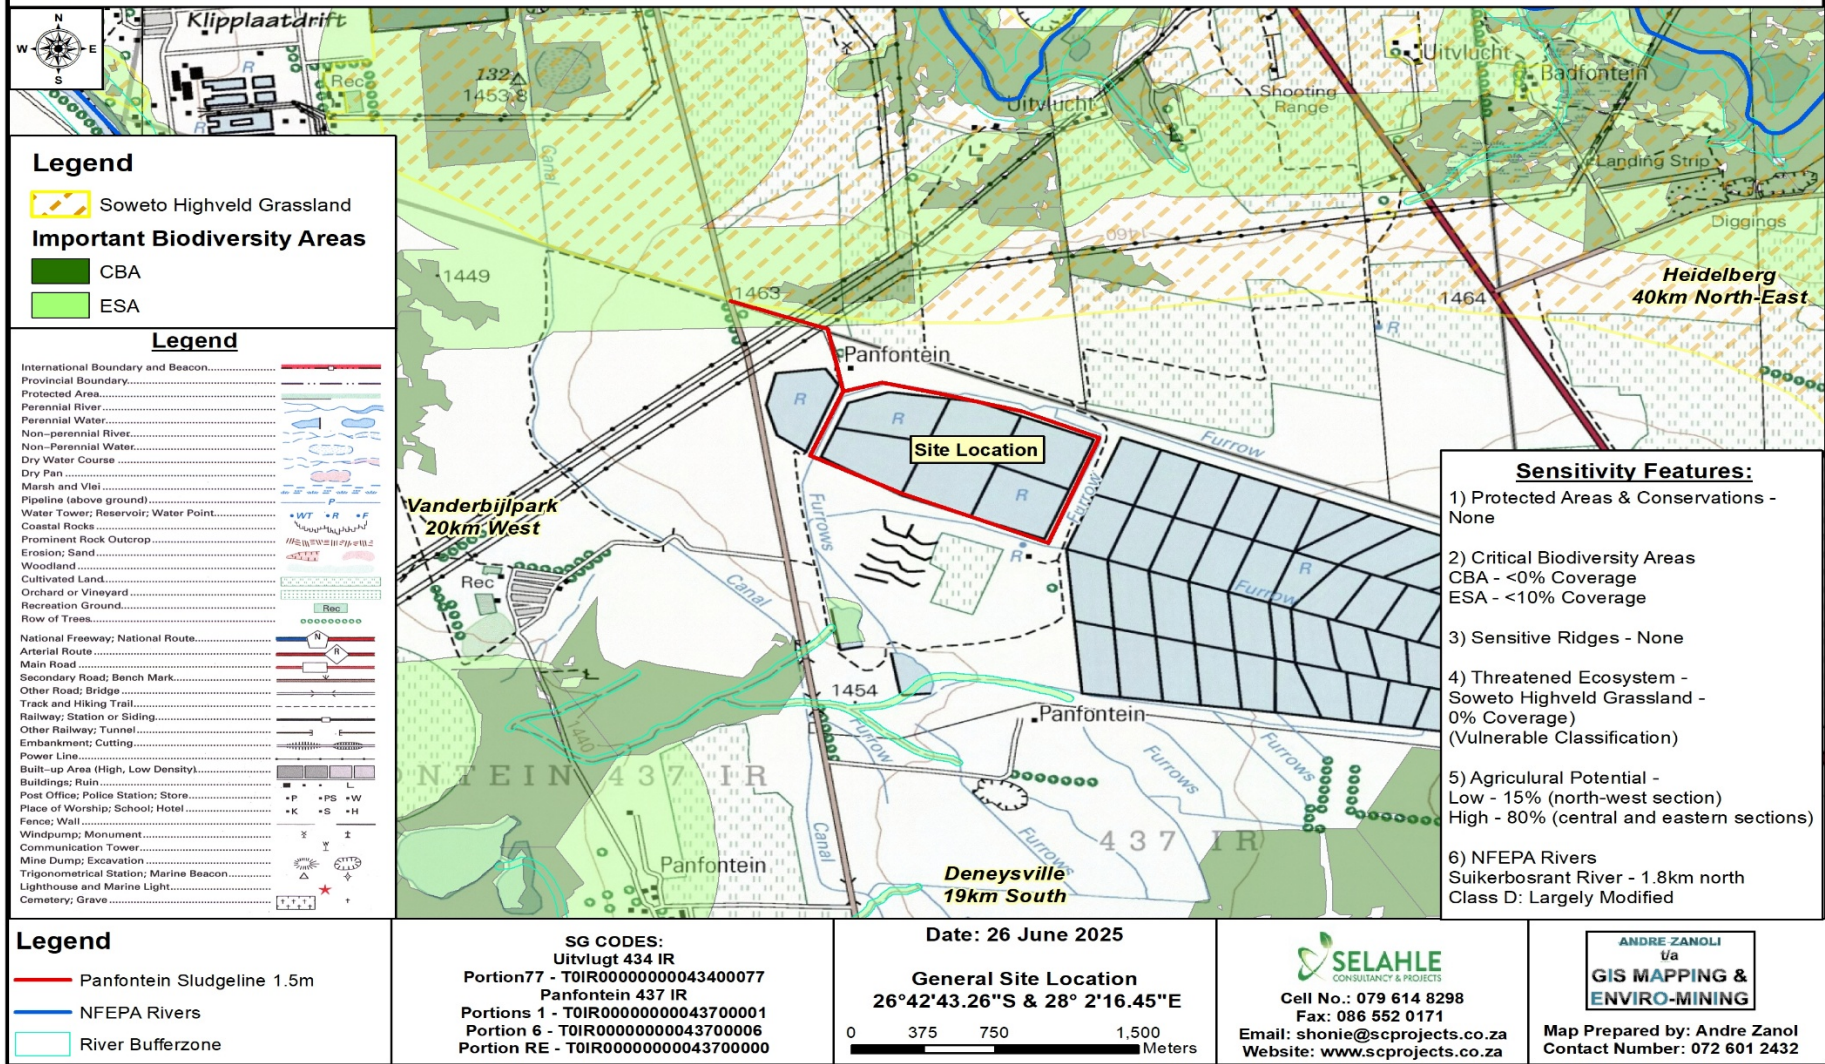 N
W
E
S
Klipplaatdrift
R
Rec
R
132
1453,8
Canal
Uitvlucht
Shooting
Range
Uitvlucht
Badfontein
Landing Strip
Diggings
1460
1449
1463
1464
Heidelberg
40km North-East
R
Panfontein
R
R
Site Location
R
Furrow
Furrow
Furrows
R
R
Furrow
Vanderbijlpark
20km West
Rec
Canal
1454
1440
Furrow
Panfontein
Furrows
Furrows
Furrows
NTEIN 437 IR
437 IR
Canal
Panfontein
Deneysville
19km South
Legend
Soweto Highveld Grassland
Important Biodiversity Areas
CBA
ESA
Legend
International Boundary and Beacon
Provincial Boundary
Protected Area
Perennial River
Perennial Water
Non-perennial River
Non-Perennial Water
Dry Water Course
Dry Pan
Marsh and Vlei
Pipeline (above ground) P
Water Tower; Reservoir; Water Point WT R F
Coastal Rocks
Prominent Rock Outcrop
Erosion; Sand
Woodland
Cultivated Land
Orchard or Vineyard
Recreation Ground Rec
Row of Trees
National Freeway; National Route N
Arterial Route R
Main Road
Secondary Road; Bench Mark
Other Road; Bridge
Track and Hiking Trail
Railway; Station or Siding
Other Railway; Tunnel
Embankment; Cutting
Power Line
Built-up Area (High, Low Density)
Buildings; Ruin
Post Office; Police Station; Store P PS W
Place of Worship; School; Hotel K S H
Fence; Wall
Windpump; Monument
Communication Tower
Mine Dump; Excavation
Trigonometrical Station; Marine Beacon
Lighthouse and Marine Light
Cemetery; Grave
Sensitivity Features:
1) Protected Areas & Conservations -
None
2) Critical Biodiversity Areas
CBA - <0% Coverage
ESA - <10% Coverage
3) Sensitive Ridges - None
4) Threatened Ecosystem -
Soweto Highveld Grassland -
0% Coverage)
(Vulnerable Classification)
5) Agriculural Potential -
Low - 15% (north-west section)
High - 80% (central and eastern sections)
6) NFEPA Rivers
Suikerbosrant River - 1.8km north
Class D: Largely Modified
Legend
Panfontein Sludgeline 1.5m
NFEPA Rivers
River Bufferzone
SG CODES:
Uitvlugt 434 IR
Portion77 - T0IR00000000043400077
Panfontein 437 IR
Portions 1 - T0IR00000000043700001
Portion 6 - T0IR00000000043700006
Portion RE - T0IR00000000043700000
Date: 26 June 2025
General Site Location
26°42'43.26"S & 28° 2'16.45"E
0 375 750 1,500
Meters
SELAHLE
CONSULTANCY & PROJECTS
Cell No.: 079 614 8298
Fax: 086 552 0171
Email: shonie@scprojects.co.za
Website: www.scprojects.co.za
ANDRE ZANOLI
t/a
GIS MAPPING &
ENVIRO-MINING
Map Prepared by: Andre Zanol
Contact Number: 072 601 2432